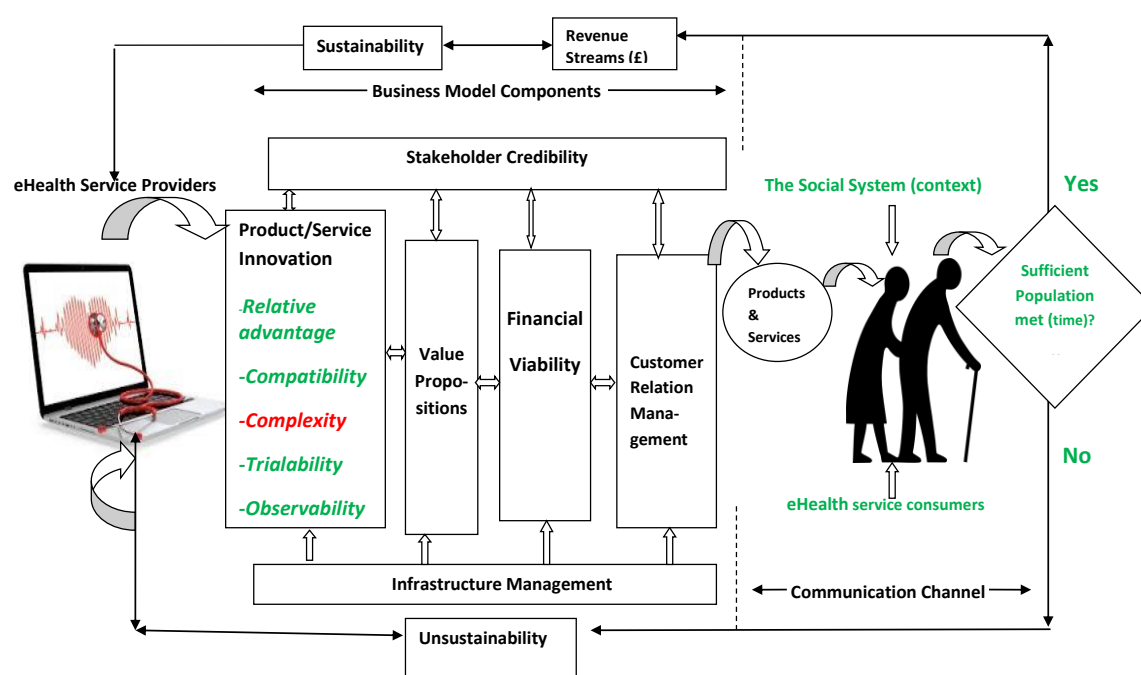 Sustainability
Revenue
Streams (£)
Business Model Components
Stakeholder Credibility
eHealth Service Providers
The Social System (context)
Yes
Product/Service
Innovation
-Relative
advantage
-Compatibility
-Complexity
-Trialability
-Observability
Value
Propo-
sitions
Financial
Viability
Customer
Relation
Mana-
gement
Products
&
Services
Sufficient
Population
met (time)?
No
eHealth service consumers
Infrastructure Management
Communication Channel
Unsustainability